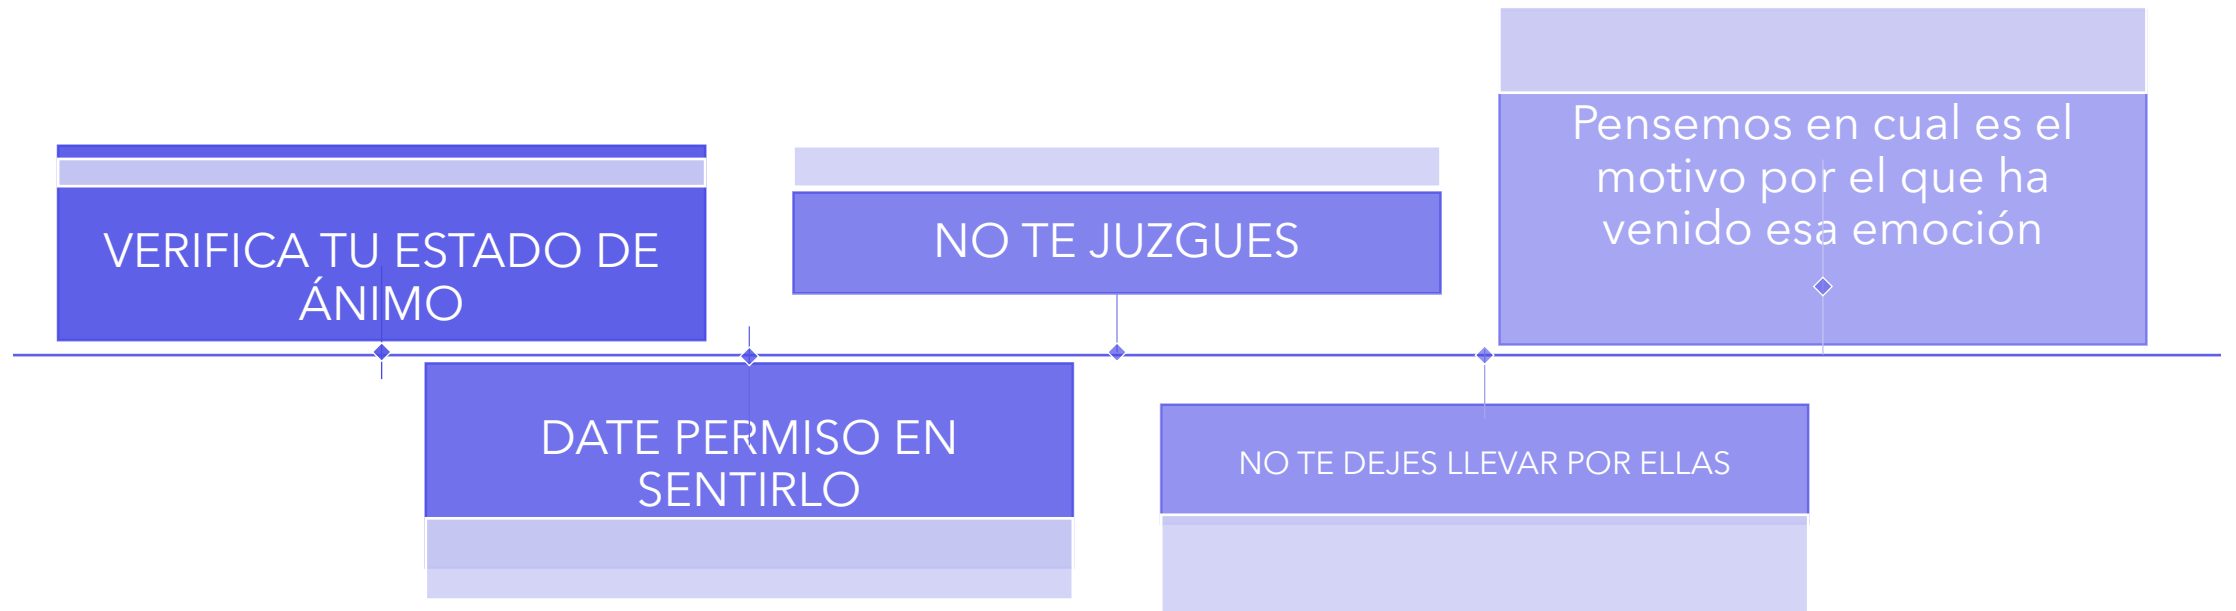 VERIFICA TU ESTADO DE
ÁNIMO
DATE PERMISO EN
SENTIRLO
NO TE JUZGUES
NO TE DEJES LLEVAR POR ELLAS
Pensemos en cual es el
motivo por el que ha
venido esa emoción